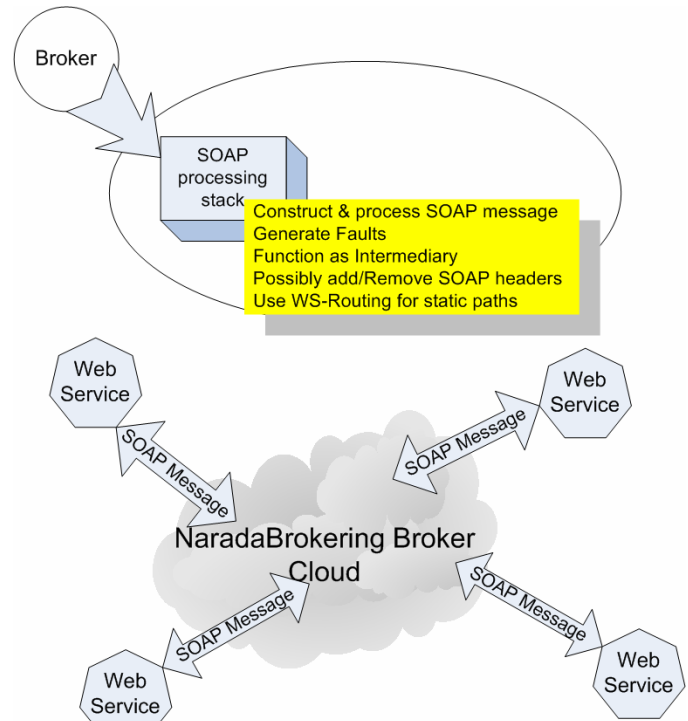 Broker
SOAP
processing
stack
Construct & process SOAP message
Generate Faults
Function as Intermediary
Possibly add/Remove SOAP headers
Use WS-Routing for static paths
Web
Service
Web
Service
SOAP Message
SOAP Message
NaradaBrokering Broker
Cloud
SOAP Message
SOAP Message
Web
Service
Web
Service